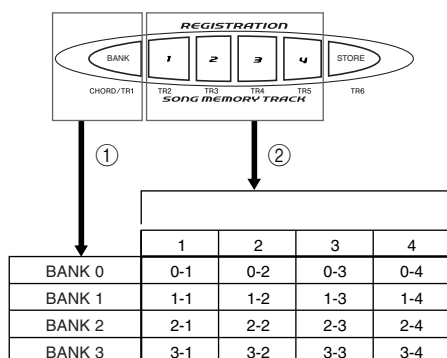 REGISTRATION
BANK 1 2 3 4 STORE
CHORD/TR1 TR2 TR3 TR4 TR5 TR6
SONG MEMORY TRACK
① ②
1 2 3 4
BANK 0 0-1 0-2 0-3 0-4
BANK 1 1-1 1-2 1-3 1-4
BANK 2 2-1 2-2 2-3 2-4
BANK 3 3-1 3-2 3-3 3-4